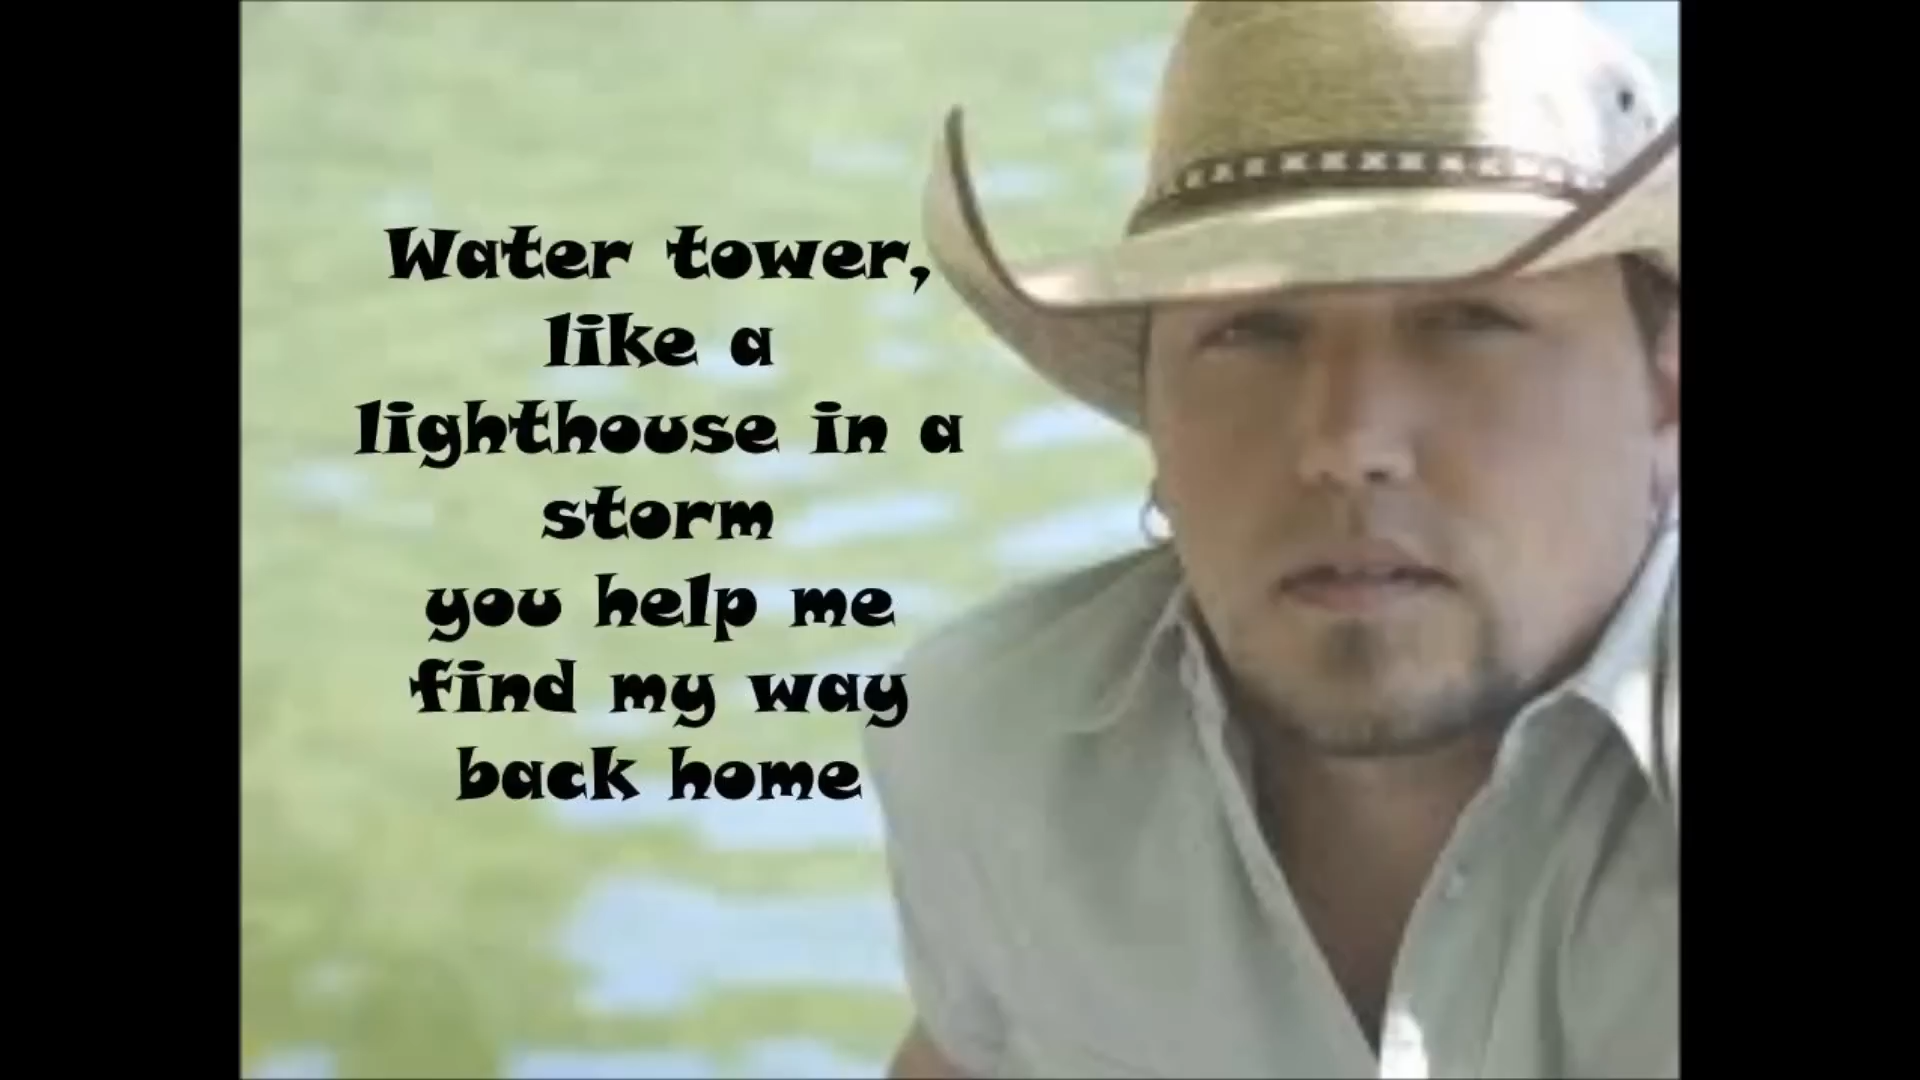 Water tower,
like a
lighthouse in a
storm
you help me
find my way
back home